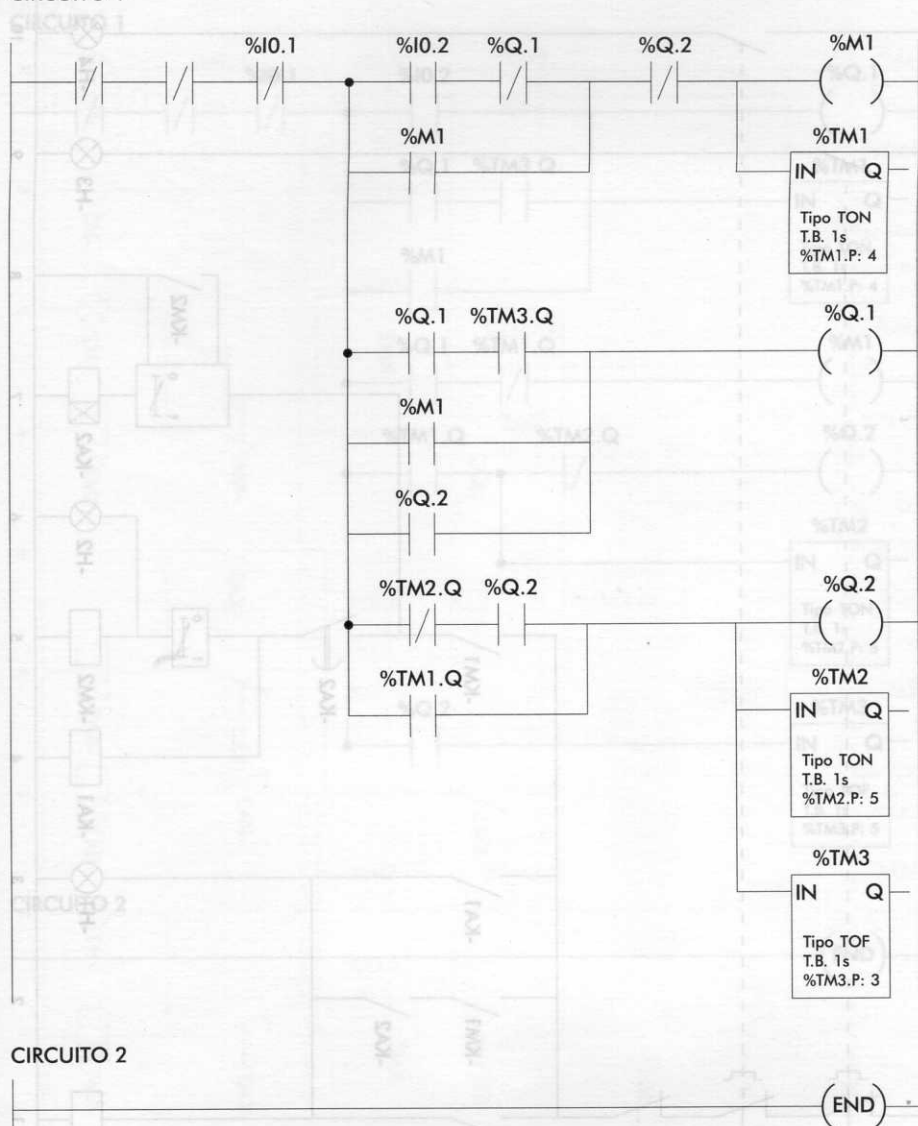 CIRCUITO 1
%I0.1 %I0.2 %Q.1 %Q.2 %M1
%M1 %TM1
IN Q
Tipo TON
T.B. 1s
%TM1.P: 4
%Q.1 %TM3.Q %Q.1
%M1
%Q.2
%TM2.Q %Q.2 %Q.2
%TM1.Q %TM2
IN Q
Tipo TON
T.B. 1s
%TM2.P: 5
%TM3
IN Q
Tipo TOF
T.B. 1s
%TM3.P: 3
CIRCUITO 2
END